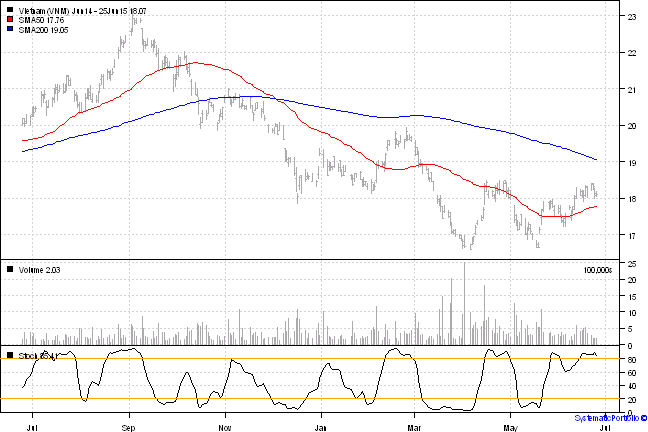 Vietnam (VNM) Jun14 - 25Jun15 18.07
SMA50 17.76
SMA200 19.05
23
22
21
20
19
18
17
Volume 2.03
100,000s
25
20
15
10
5
0
Stoch
80
60
40
20
0
Jul
Sep
Nov
Jan
Mar
May
Jul
SystematicPortfolio ©